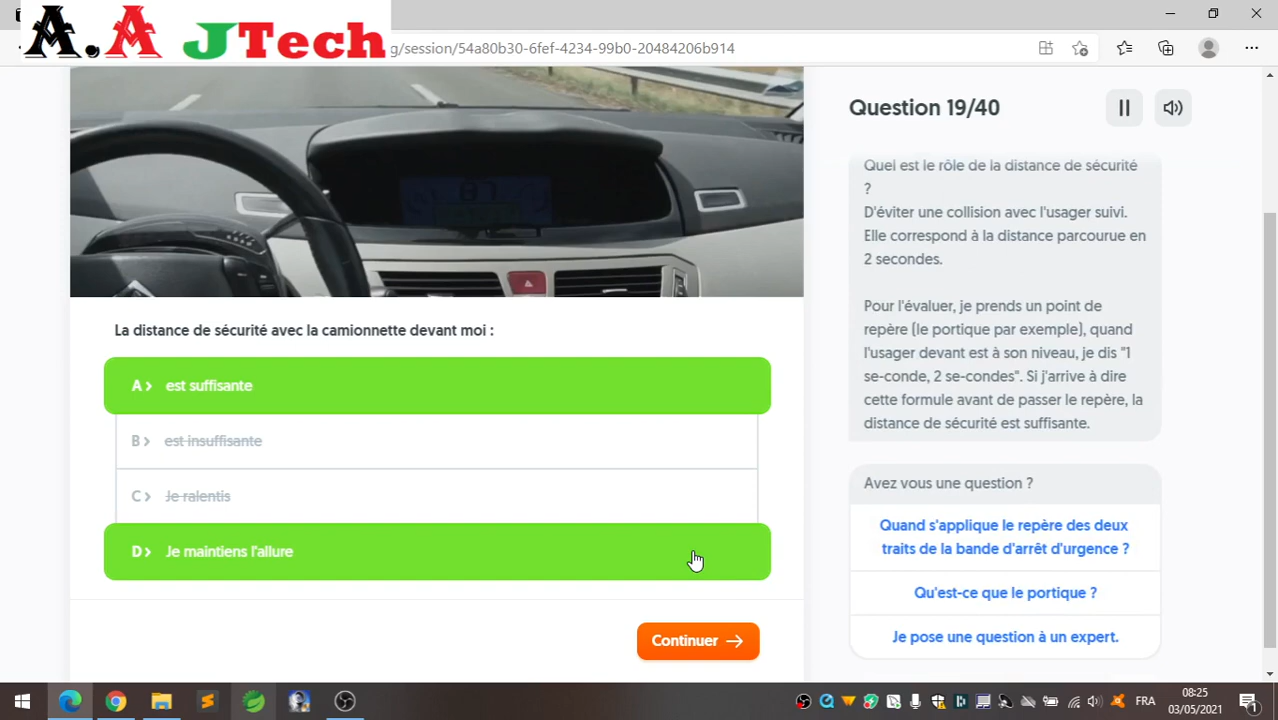 A.A JTech
g/session/54a80b30-6fef-4234-99b0-20484206b914
Question 19/40
Quel est le rôle de la distance de sécurité
?
D'éviter une collision avec l'usager suivi.
Elle correspond à la distance parcourue en
2 secondes.
Pour l'évaluer, je prends un point de
repère (le portique par exemple), quand
l'usager devant est à son niveau, je dis "1
se-conde, 2 se-condes". Si j'arrive à dire
cette formule avant de passer le repère, la
distance de sécurité est suffisante.
La distance de sécurité avec la camionnette devant moi :
A > est suffisante
B > est insuffisante
C > Je ralentis
D > Je maintiens l'allure
Continuer →
Avez vous une question ?
Quand s'applique le repère des deux
traits de la bande d'arrêt d'urgence ?
Qu'est-ce que le portique ?
Je pose une question à un expert.
FRA
08:25
03/05/2021
1